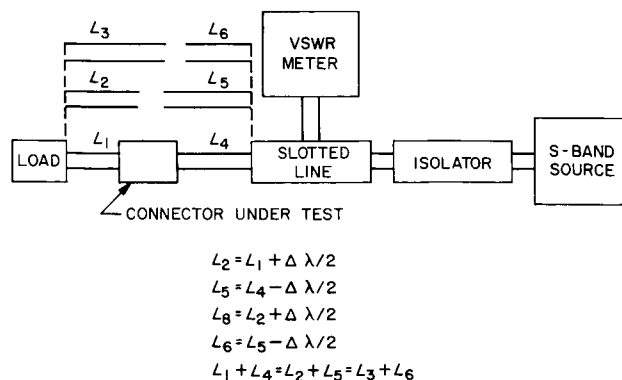 L3 L6
L2 L5
L1 L4
VSWR
METER
LOAD
SLOTTED
LINE
ISOLATOR
S-BAND
SOURCE
CONNECTOR UNDER TEST
L2 = L1 + Δ λ/2
L5 = L4 − Δ λ/2
L8 = L2 + Δ λ/2
L6 = L5 − Δ λ/2
L1 + L4 = L2 + L5 = L3 + L6